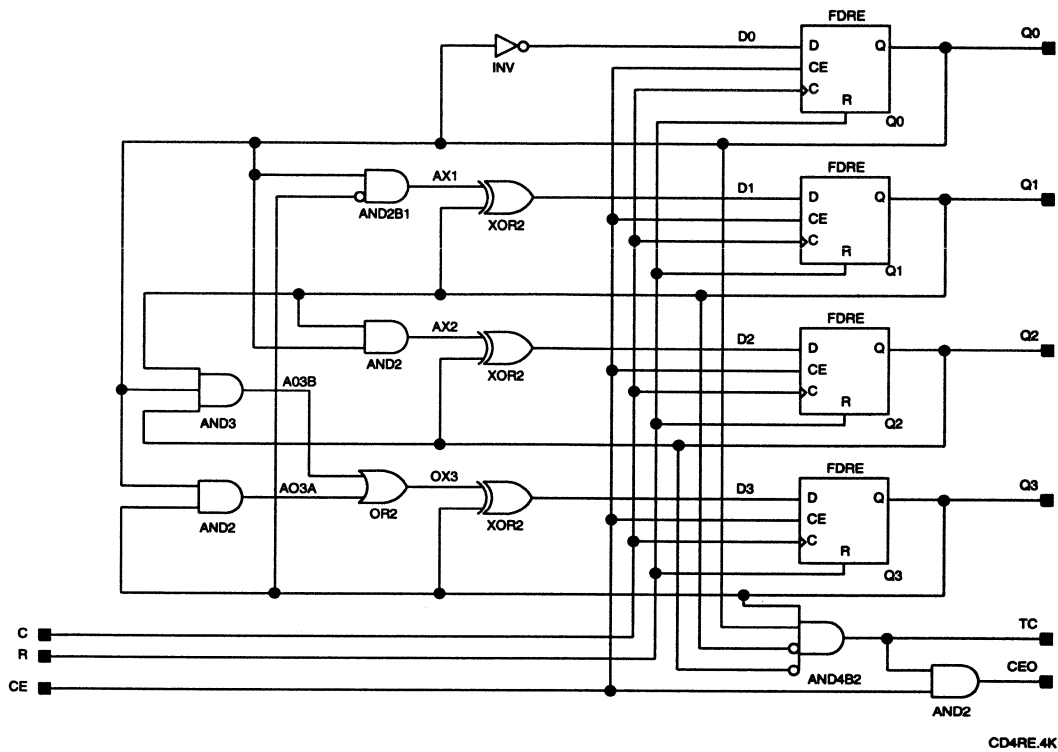 FDRE
D0
Q0
D
Q
CE
C
R
INV
Q0
FDRE
AX1
D1
Q1
D
Q
CE
C
R
AND2B1
XOR2
Q1
FDRE
AX2
D2
Q2
D
Q
CE
C
R
AND2
XOR2
Q2
A03B
AND3
FDRE
AO3A
OX3
D3
Q3
D
Q
CE
C
R
AND2
OR2
XOR2
Q3
C
R
CE
TC
CEO
AND4B2
AND2
CD4RE.4K